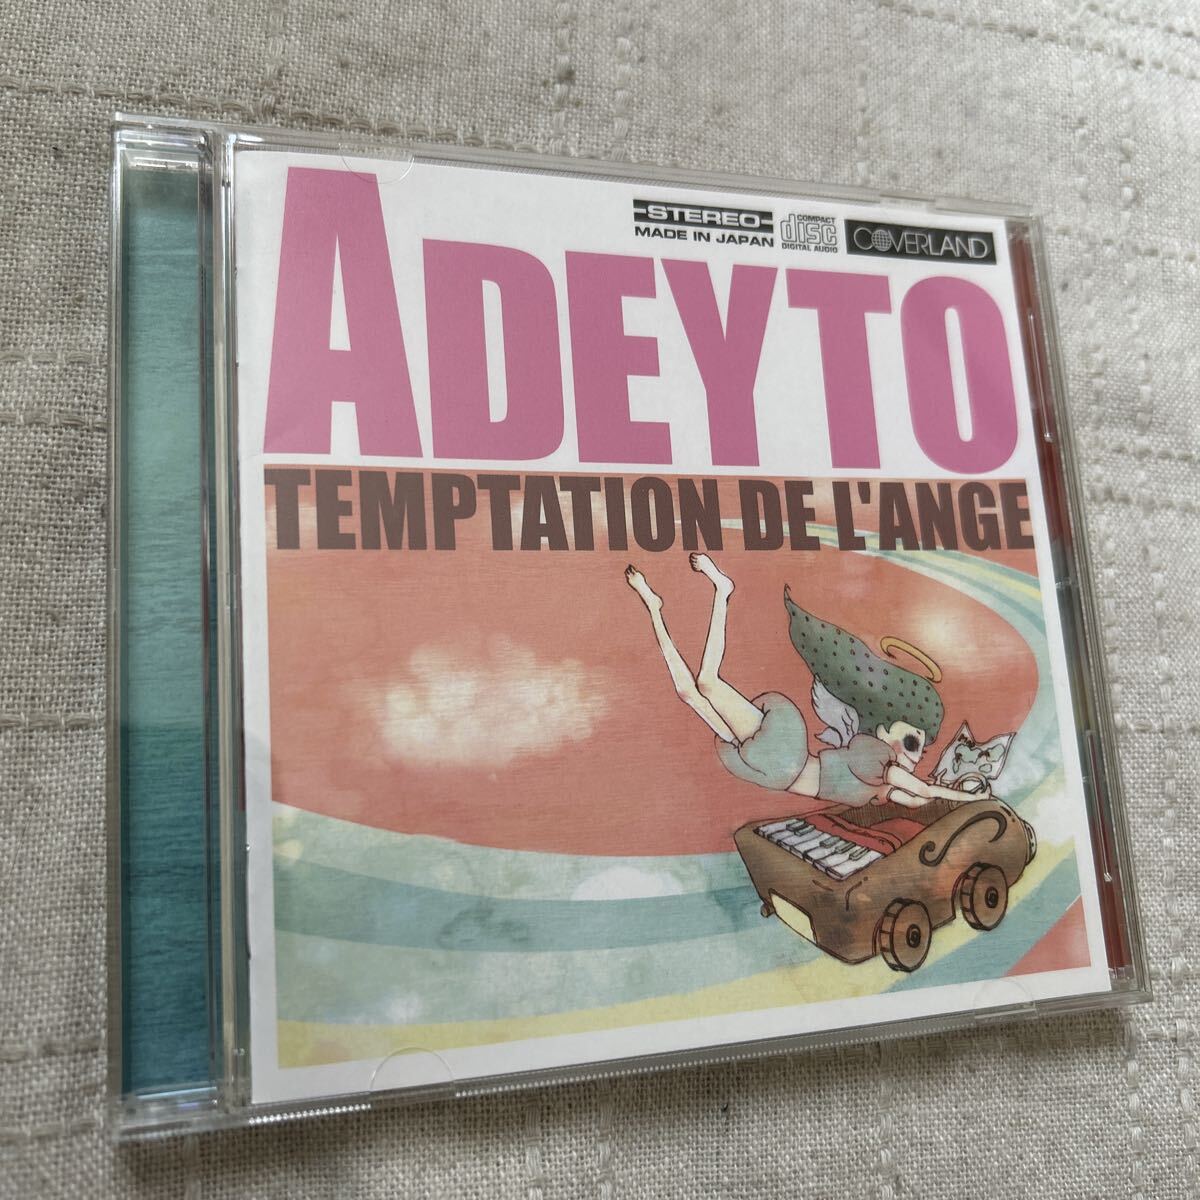 ADEYTO
STEREO
MADE IN JAPAN
COMPACT
disc
DIGITAL AUDIO
COVERLAND
TEMPTATION DE L'ANGE